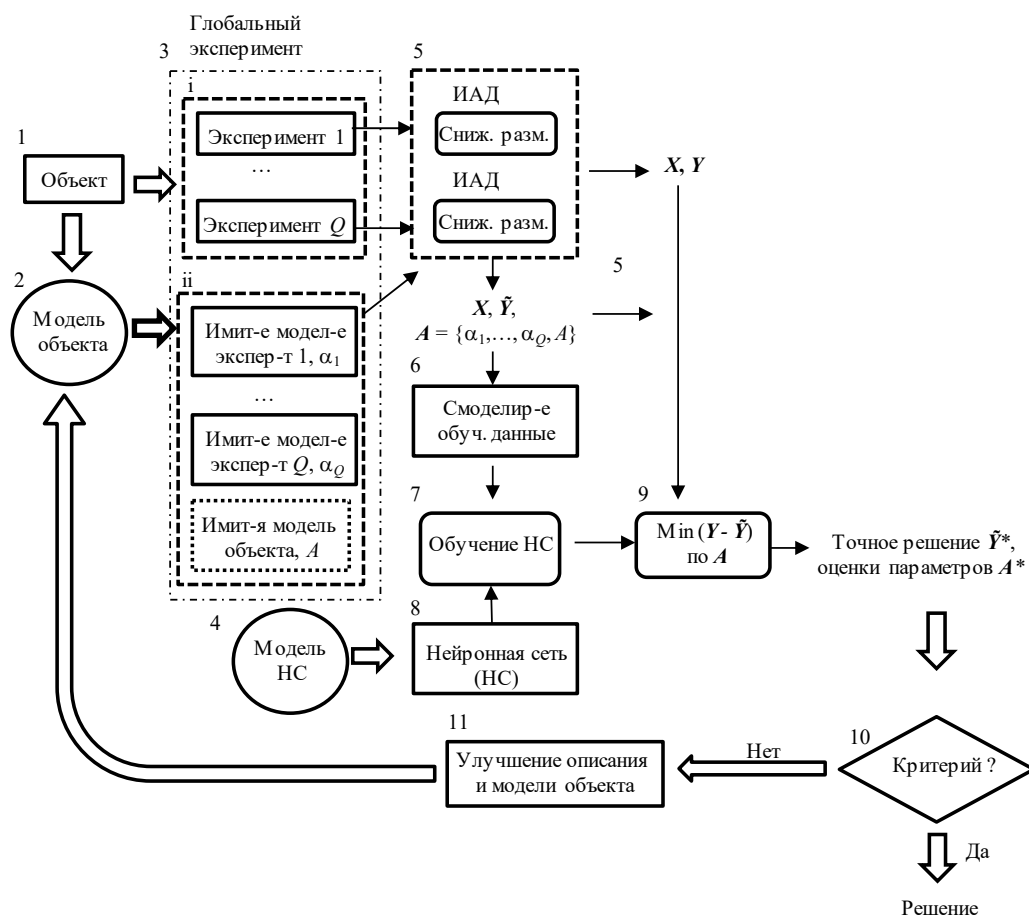 Глобальный
эксперимент
3
5
i
ИАД
Эксперимент 1
Сниж. разм.
1
…
X, Y
Объект
ИАД
Эксперимент Q
Сниж. разм.
2
ii
5
Модель
объекта
X, Ỹ,
A = {α₁,…, αQ, A}
Имит-е модел-е
экспер-т 1, α₁
6
…
Смоделир-е
обуч. данные
Имит-е модел-е
экспер-т Q, αQ
7
9
Имит-я модель
объекта, A
Обучение НС
Min (Y - Ỹ)
по A
Точное решение Ỹ*,
оценки параметров A*
4
8
Модель
НС
Нейронная сеть
(НС)
11
10
Нет
Улучшение описания
и модели объекта
Критерий ?
Да
Решение